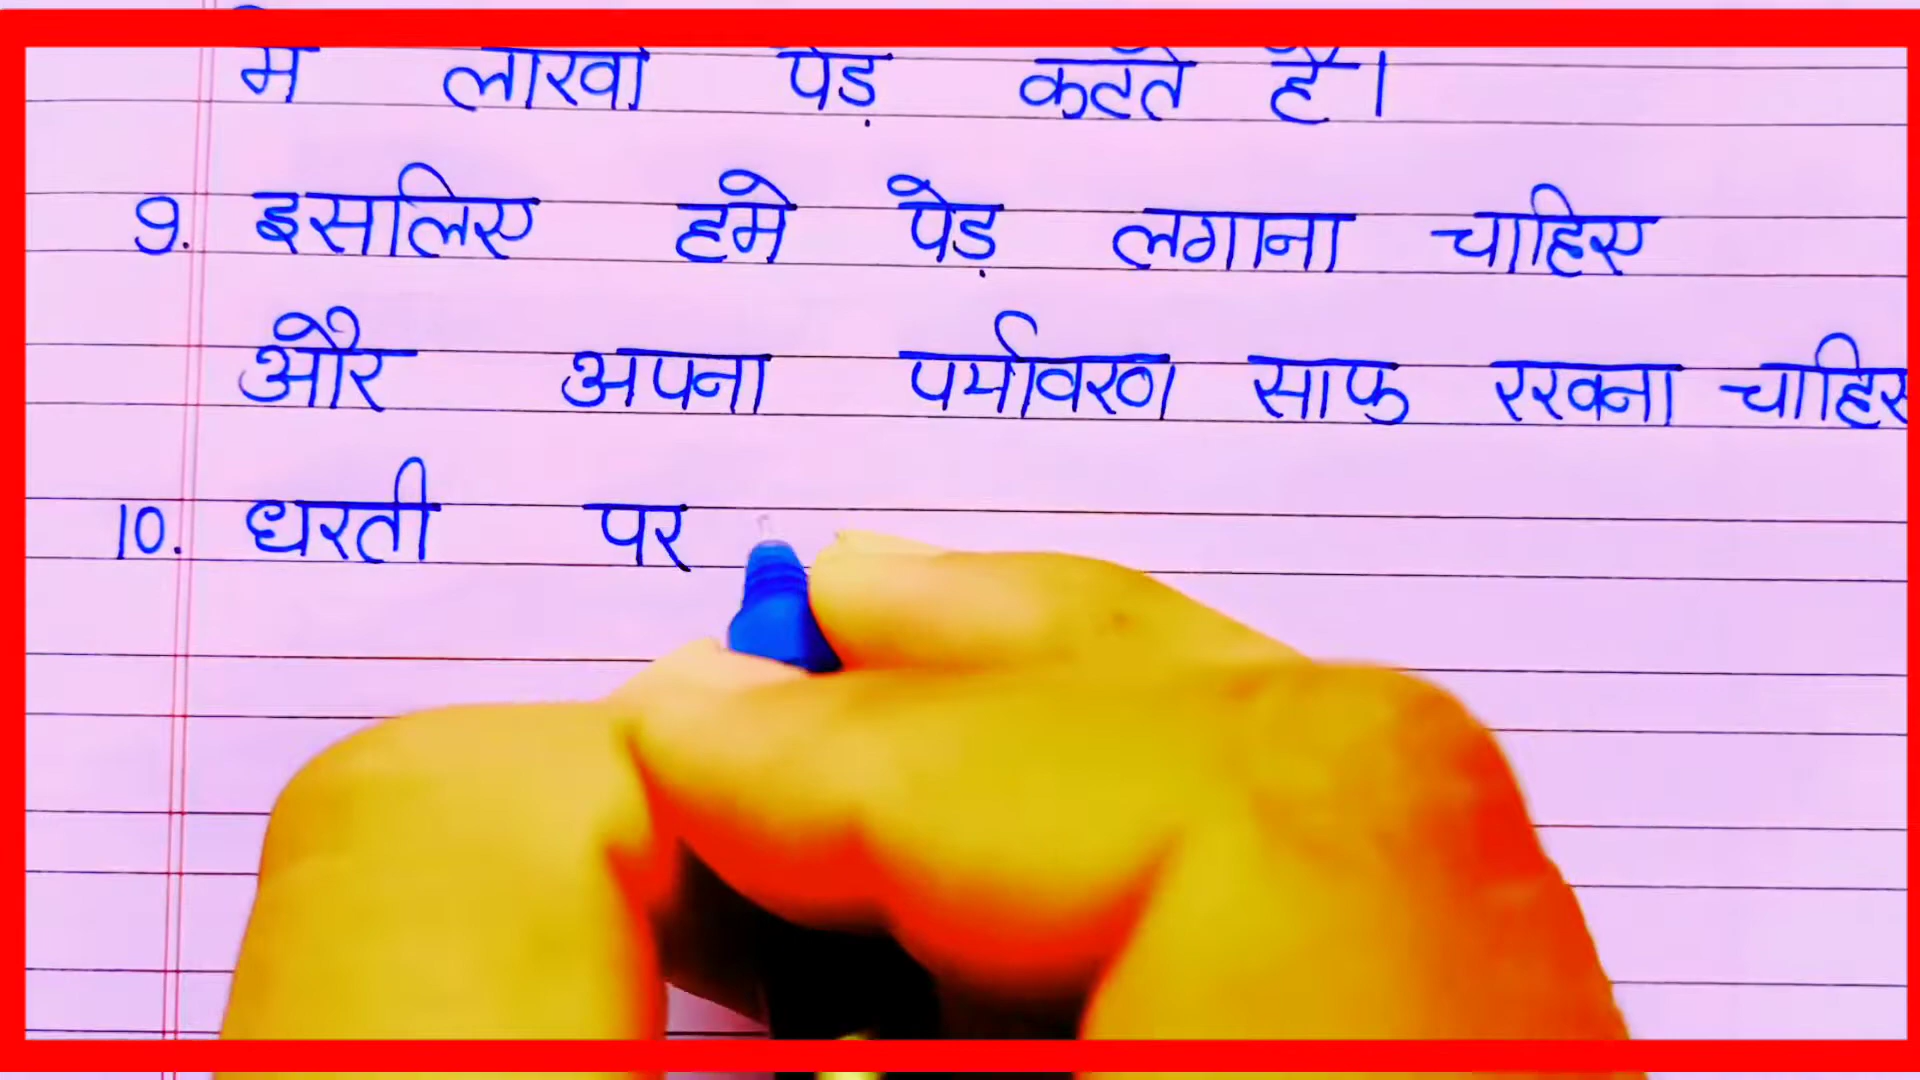 मे लाखो पेड़ कटते है।
9. इसलिए हमे पेड़ लगाना चाहिए
और अपना पर्यावरण साफ रखना चाहिए
10. धरती पर